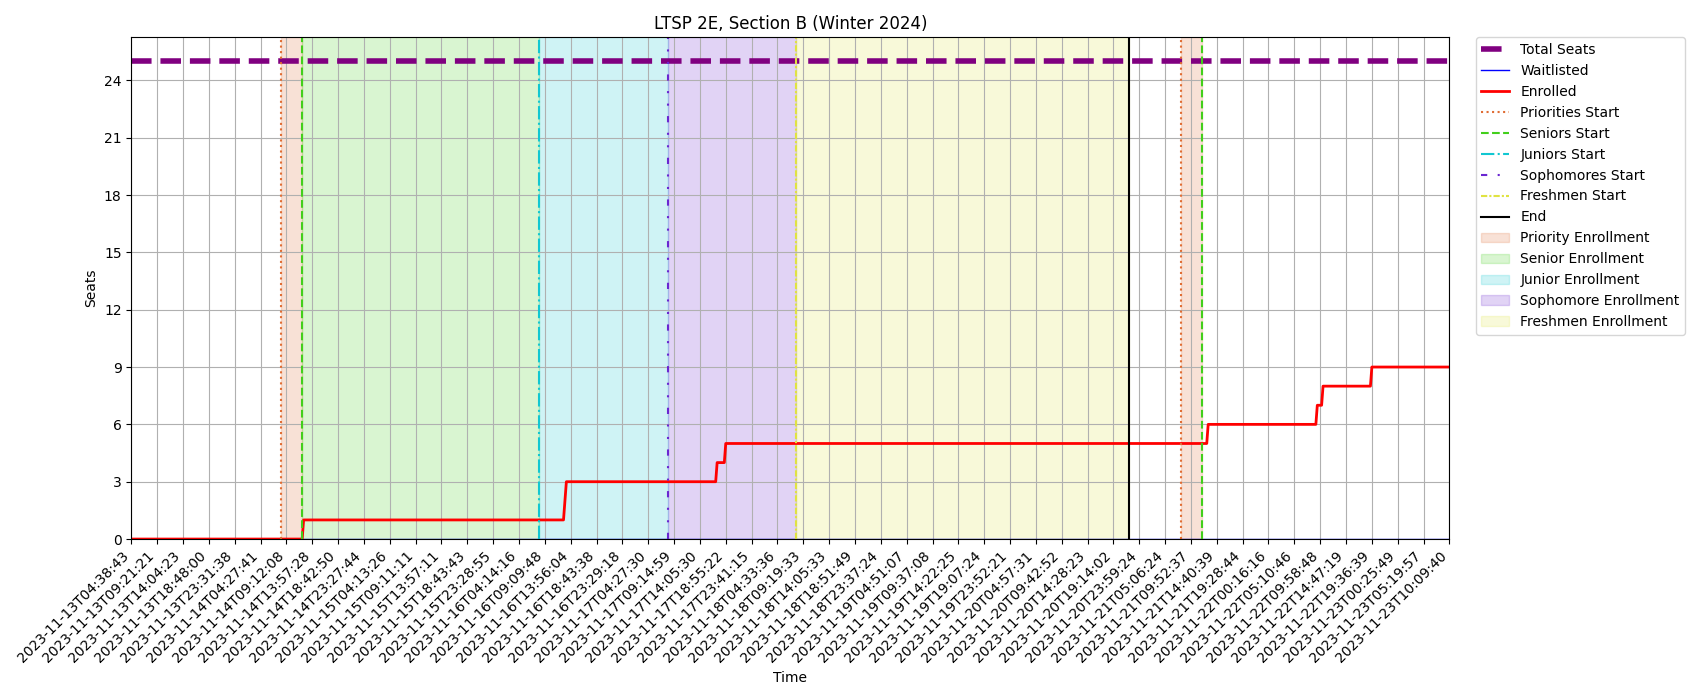 LTSP 2E, Section B (Winter 2024)
Seats
24
21
18
15
12
9
6
3
0
2023-11-13T04:38:43
2023-11-13T09:21:21
2023-11-13T14:04:23
2023-11-13T18:48:00
2023-11-13T23:31:38
2023-11-14T04:27:41
2023-11-14T09:12:08
2023-11-14T13:57:28
2023-11-14T18:42:50
2023-11-14T23:27:44
2023-11-15T04:13:26
2023-11-15T09:11:11
2023-11-15T13:57:11
2023-11-15T18:43:43
2023-11-15T23:28:55
2023-11-16T04:14:16
2023-11-16T09:09:48
2023-11-16T13:56:04
2023-11-16T18:43:38
2023-11-16T23:29:18
2023-11-17T04:27:30
2023-11-17T09:14:59
2023-11-17T14:05:30
2023-11-17T18:55:22
2023-11-17T23:41:15
2023-11-18T04:33:36
2023-11-18T09:19:33
2023-11-18T14:05:33
2023-11-18T18:51:49
2023-11-18T23:37:24
2023-11-19T04:51:07
2023-11-19T09:37:08
2023-11-19T14:22:25
2023-11-19T19:07:24
2023-11-19T23:52:21
2023-11-20T04:57:31
2023-11-20T09:42:52
2023-11-20T14:28:23
2023-11-20T19:14:02
2023-11-20T23:59:24
2023-11-21T05:06:24
2023-11-21T09:52:37
2023-11-21T14:40:39
2023-11-21T19:28:44
2023-11-22T00:16:16
2023-11-22T05:10:46
2023-11-22T09:58:48
2023-11-22T14:47:19
2023-11-22T19:36:39
2023-11-23T00:25:49
2023-11-23T05:19:57
2023-11-23T10:09:40
Time
Total Seats
Waitlisted
Enrolled
Priorities Start
Seniors Start
Juniors Start
Sophomores Start
Freshmen Start
End
Priority Enrollment
Senior Enrollment
Junior Enrollment
Sophomore Enrollment
Freshmen Enrollment